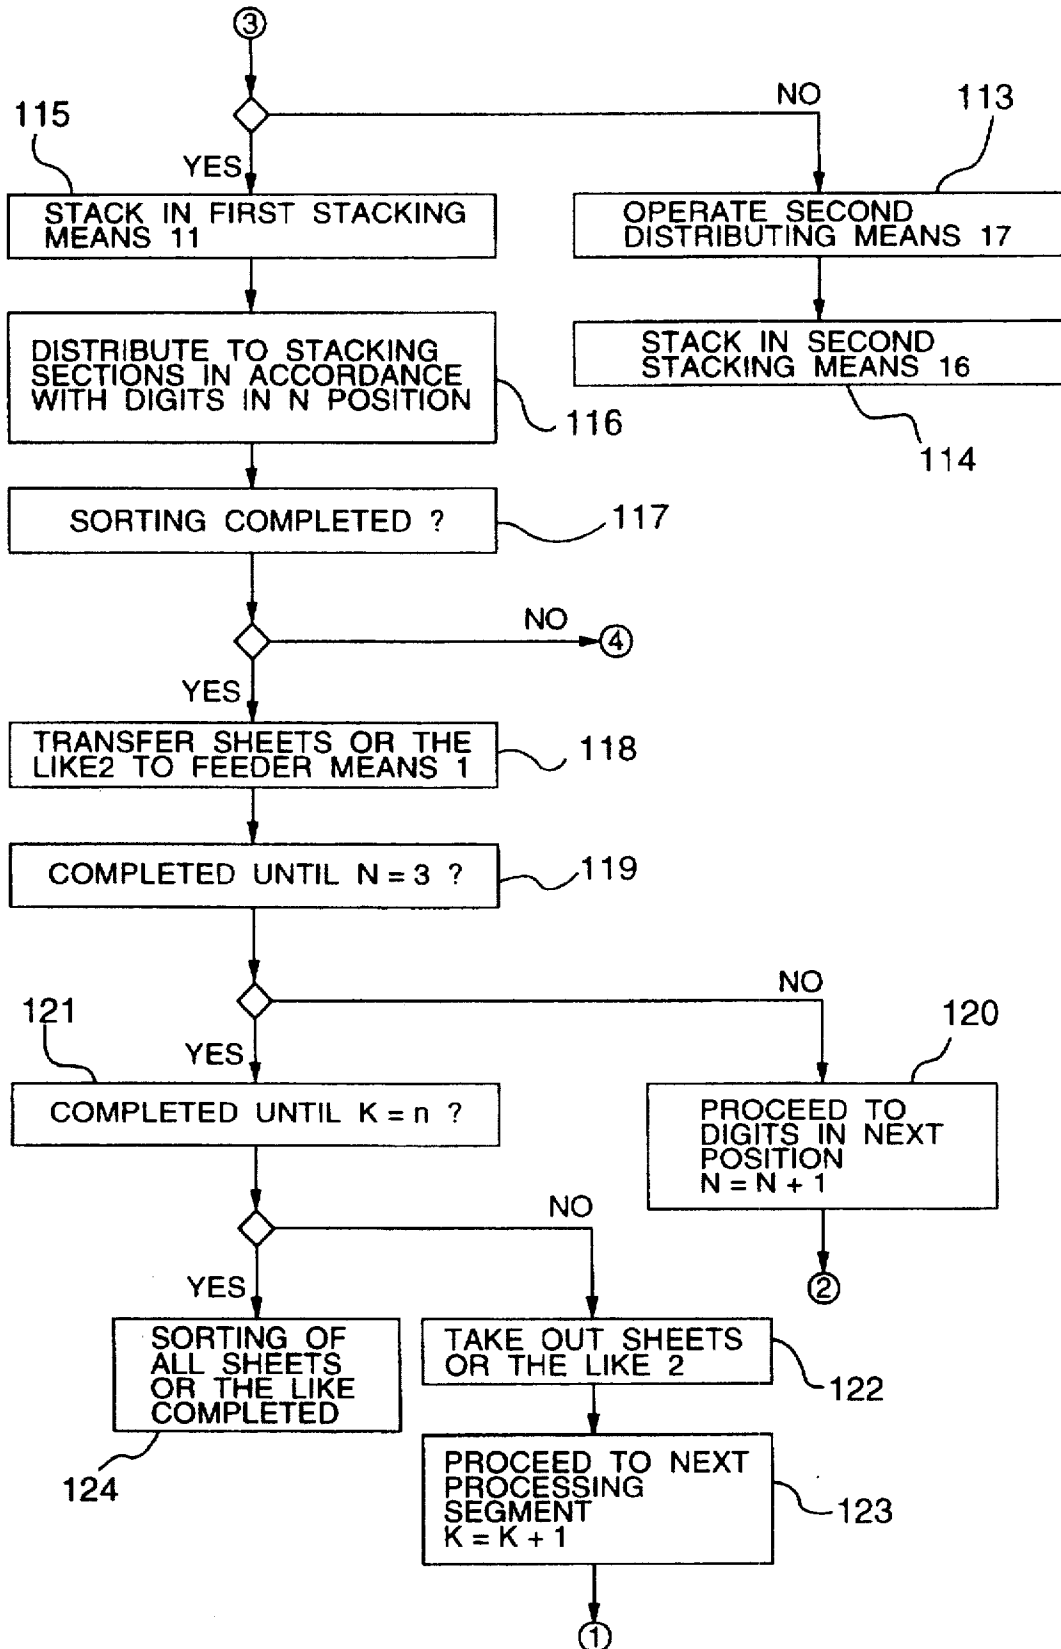 3
NO
115
113
YES
STACK IN FIRST STACKING
MEANS 11
OPERATE SECOND
DISTRIBUTING MEANS 17
DISTRIBUTE TO STACKING
SECTIONS IN ACCORDANCE
WITH DIGITS IN N POSITION
116
STACK IN SECOND
STACKING MEANS 16
114
SORTING COMPLETED ?
117
NO
4
YES
TRANSFER SHEETS OR THE
LIKE2 TO FEEDER MEANS 1
118
COMPLETED UNTIL N = 3 ?
119
NO
121
120
YES
COMPLETED UNTIL K = n ?
PROCEED TO
DIGITS IN NEXT
POSITION
N = N + 1
NO
2
YES
SORTING OF
ALL SHEETS
OR THE LIKE
COMPLETED
124
TAKE OUT SHEETS
OR THE LIKE 2
122
PROCEED TO NEXT
PROCESSING
SEGMENT
K = K + 1
123
1